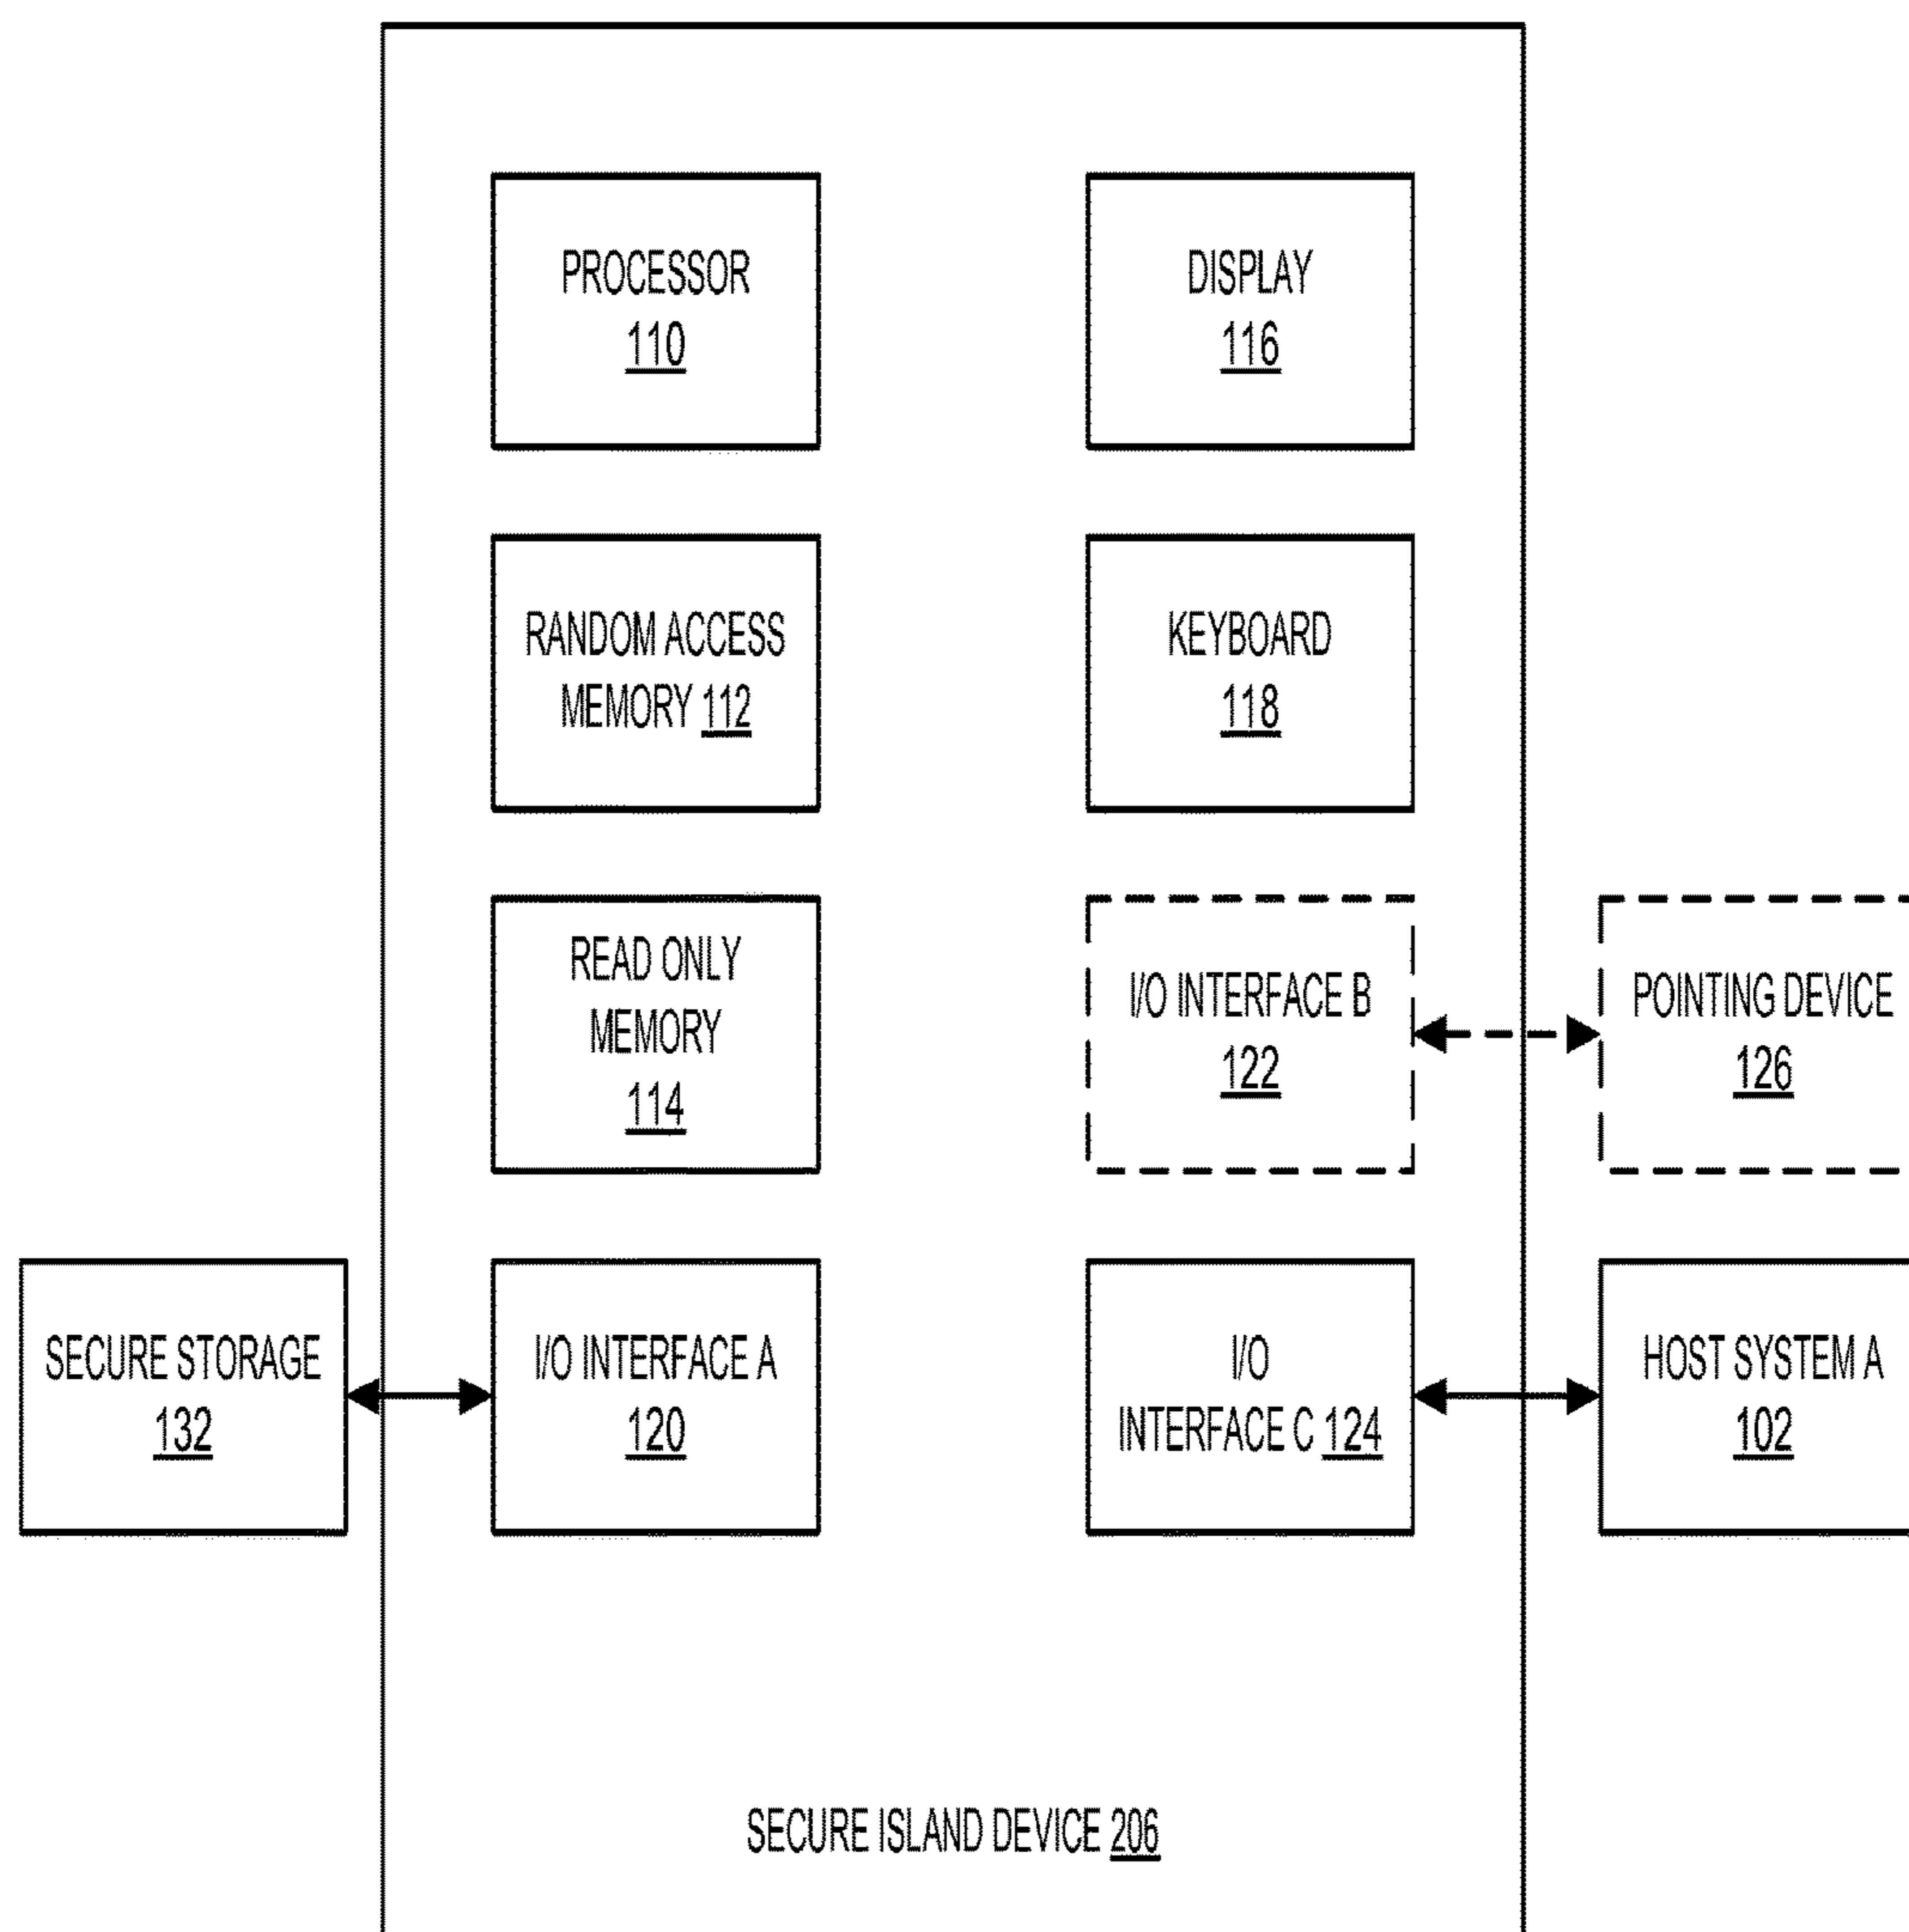 PROCESSOR
110
DISPLAY
116
RANDOM ACCESS
MEMORY 112
KEYBOARD
118
READ ONLY
MEMORY
114
I/O INTERFACE B
122
POINTING DEVICE
126
SECURE STORAGE
132
I/O INTERFACE A
120
I/O
INTERFACE C 124
HOST SYSTEM A
102
SECURE ISLAND DEVICE 206